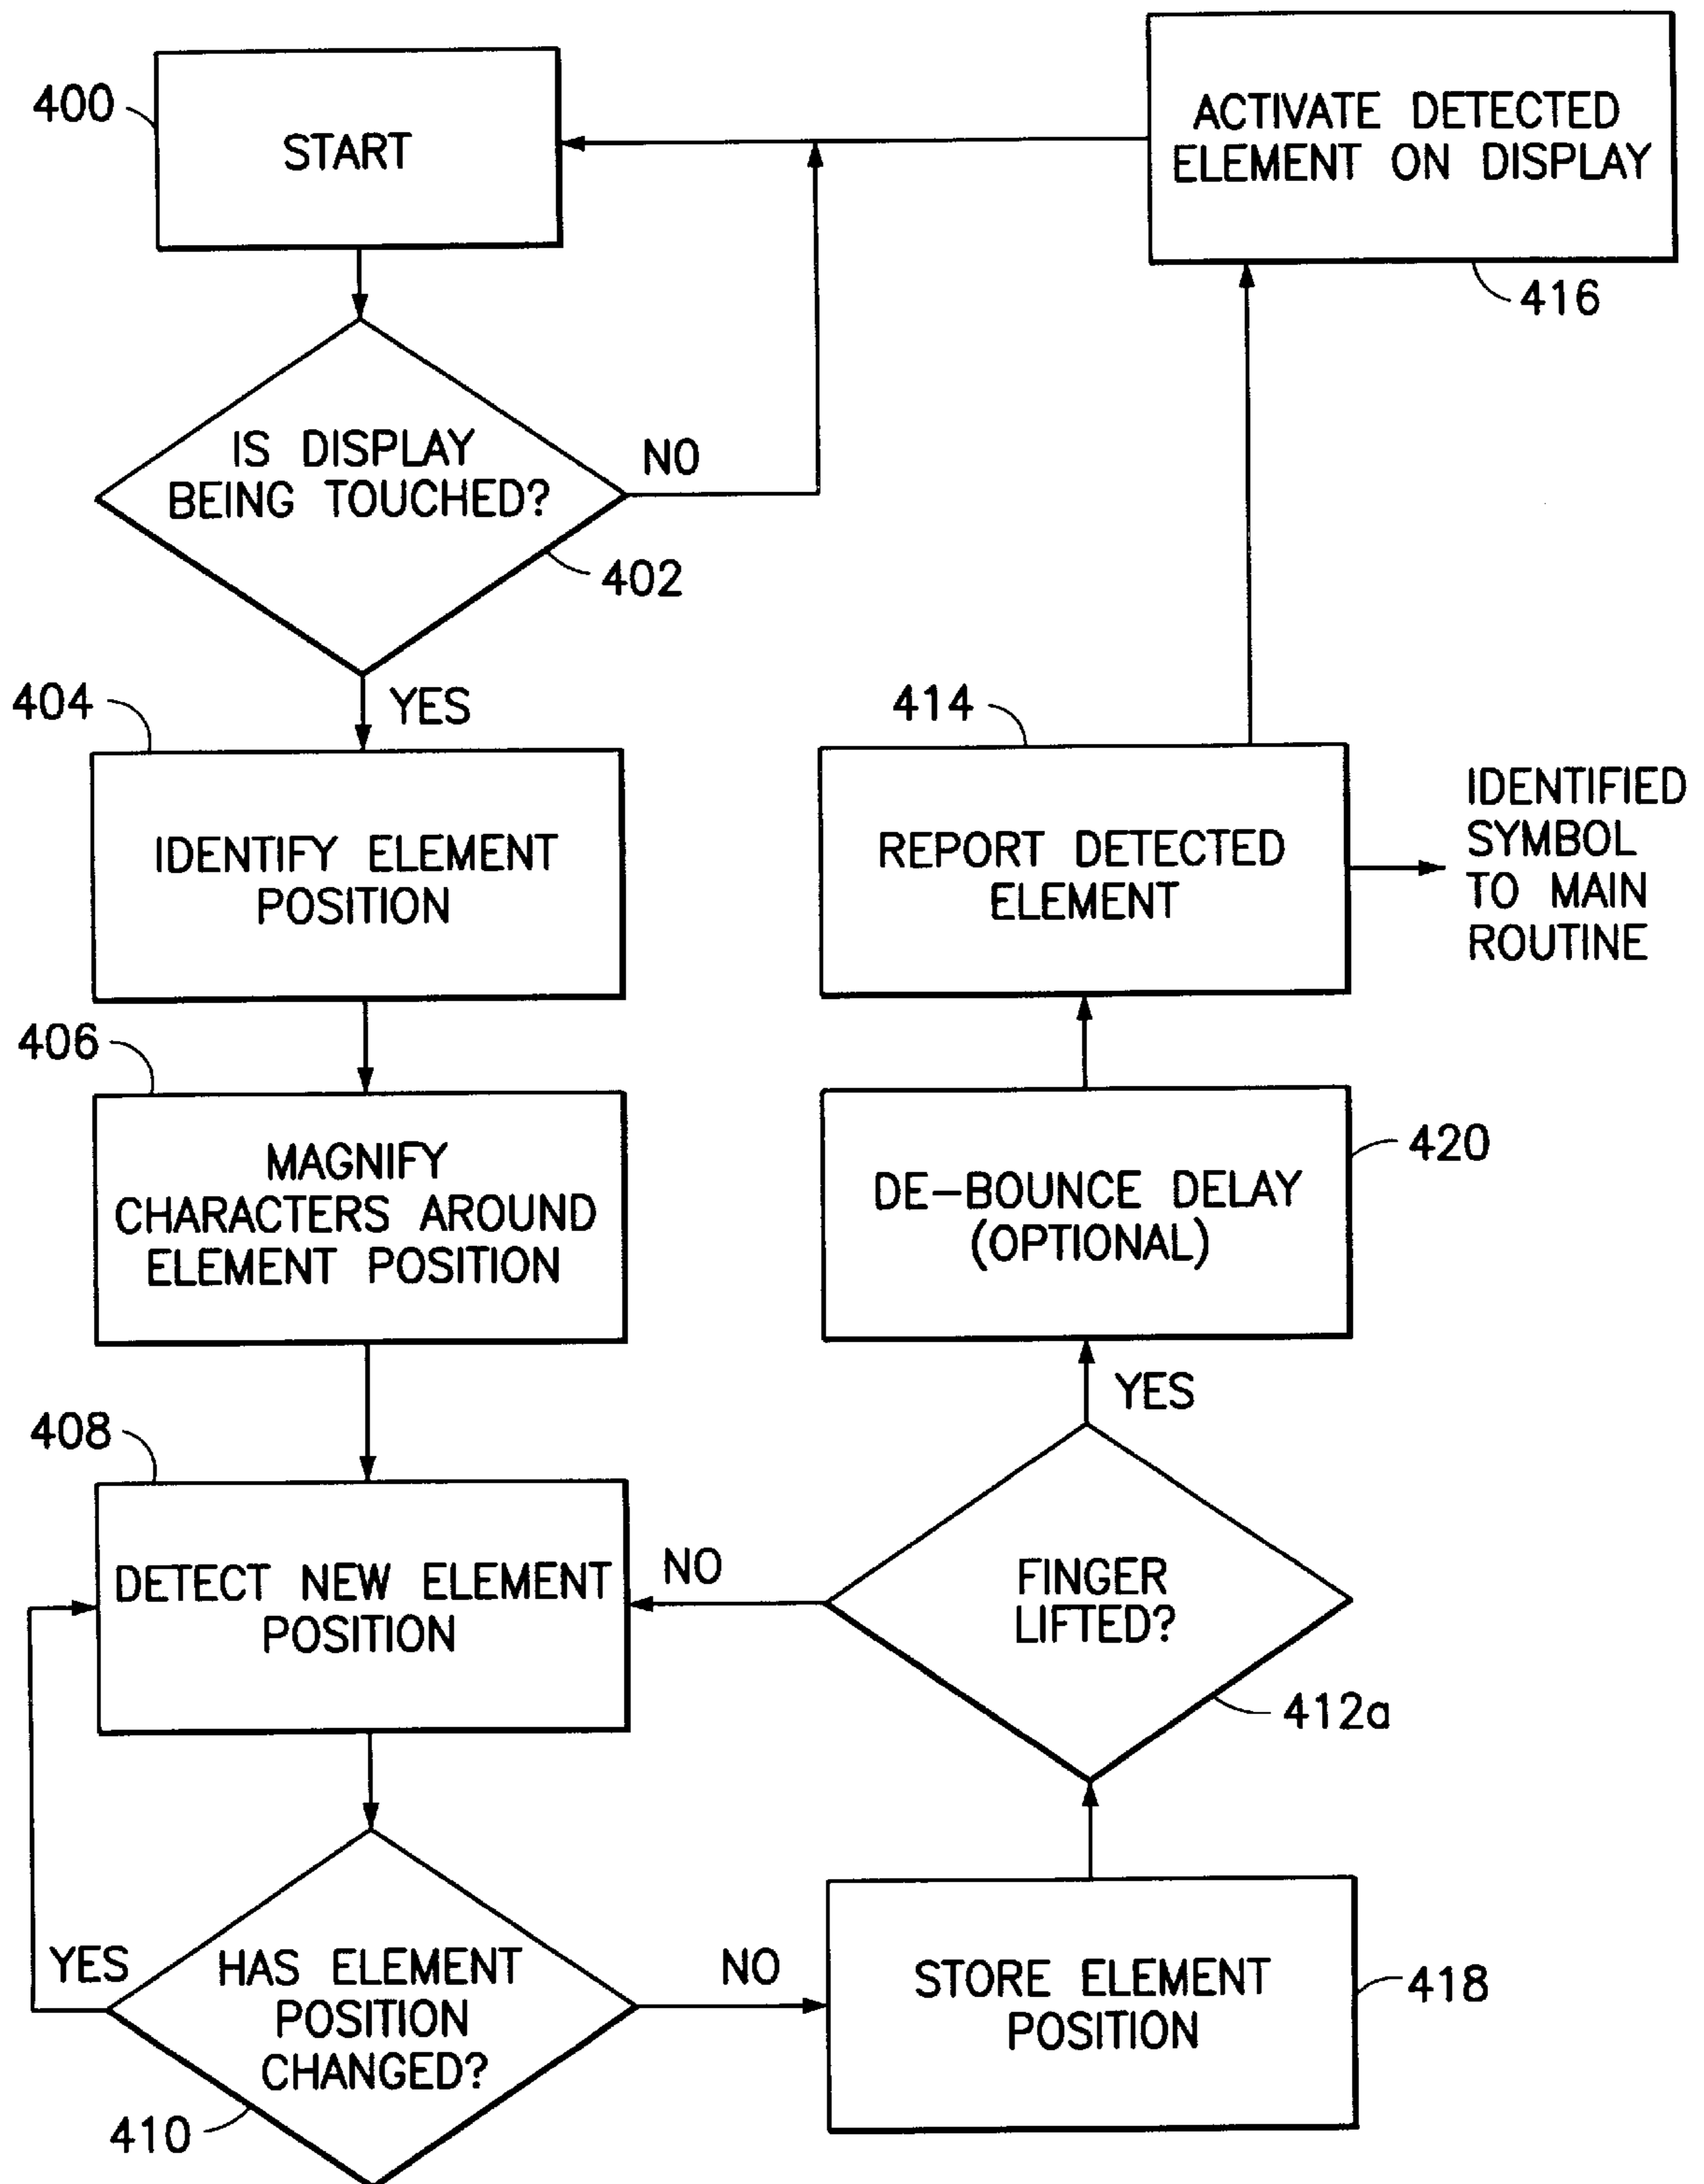 400
START
ACTIVATE DETECTED
ELEMENT ON DISPLAY
416
IS DISPLAY
BEING TOUCHED?
NO
402
YES
404
IDENTIFY ELEMENT
POSITION
406
MAGNIFY
CHARACTERS AROUND
ELEMENT POSITION
408
DETECT NEW ELEMENT
POSITION
HAS ELEMENT
POSITION
CHANGED?
YES
410
NO
STORE ELEMENT
POSITION
418
FINGER
LIFTED?
412a
NO
YES
DE-BOUNCE DELAY
(OPTIONAL)
420
414
REPORT DETECTED
ELEMENT
IDENTIFIED
SYMBOL
TO MAIN
ROUTINE